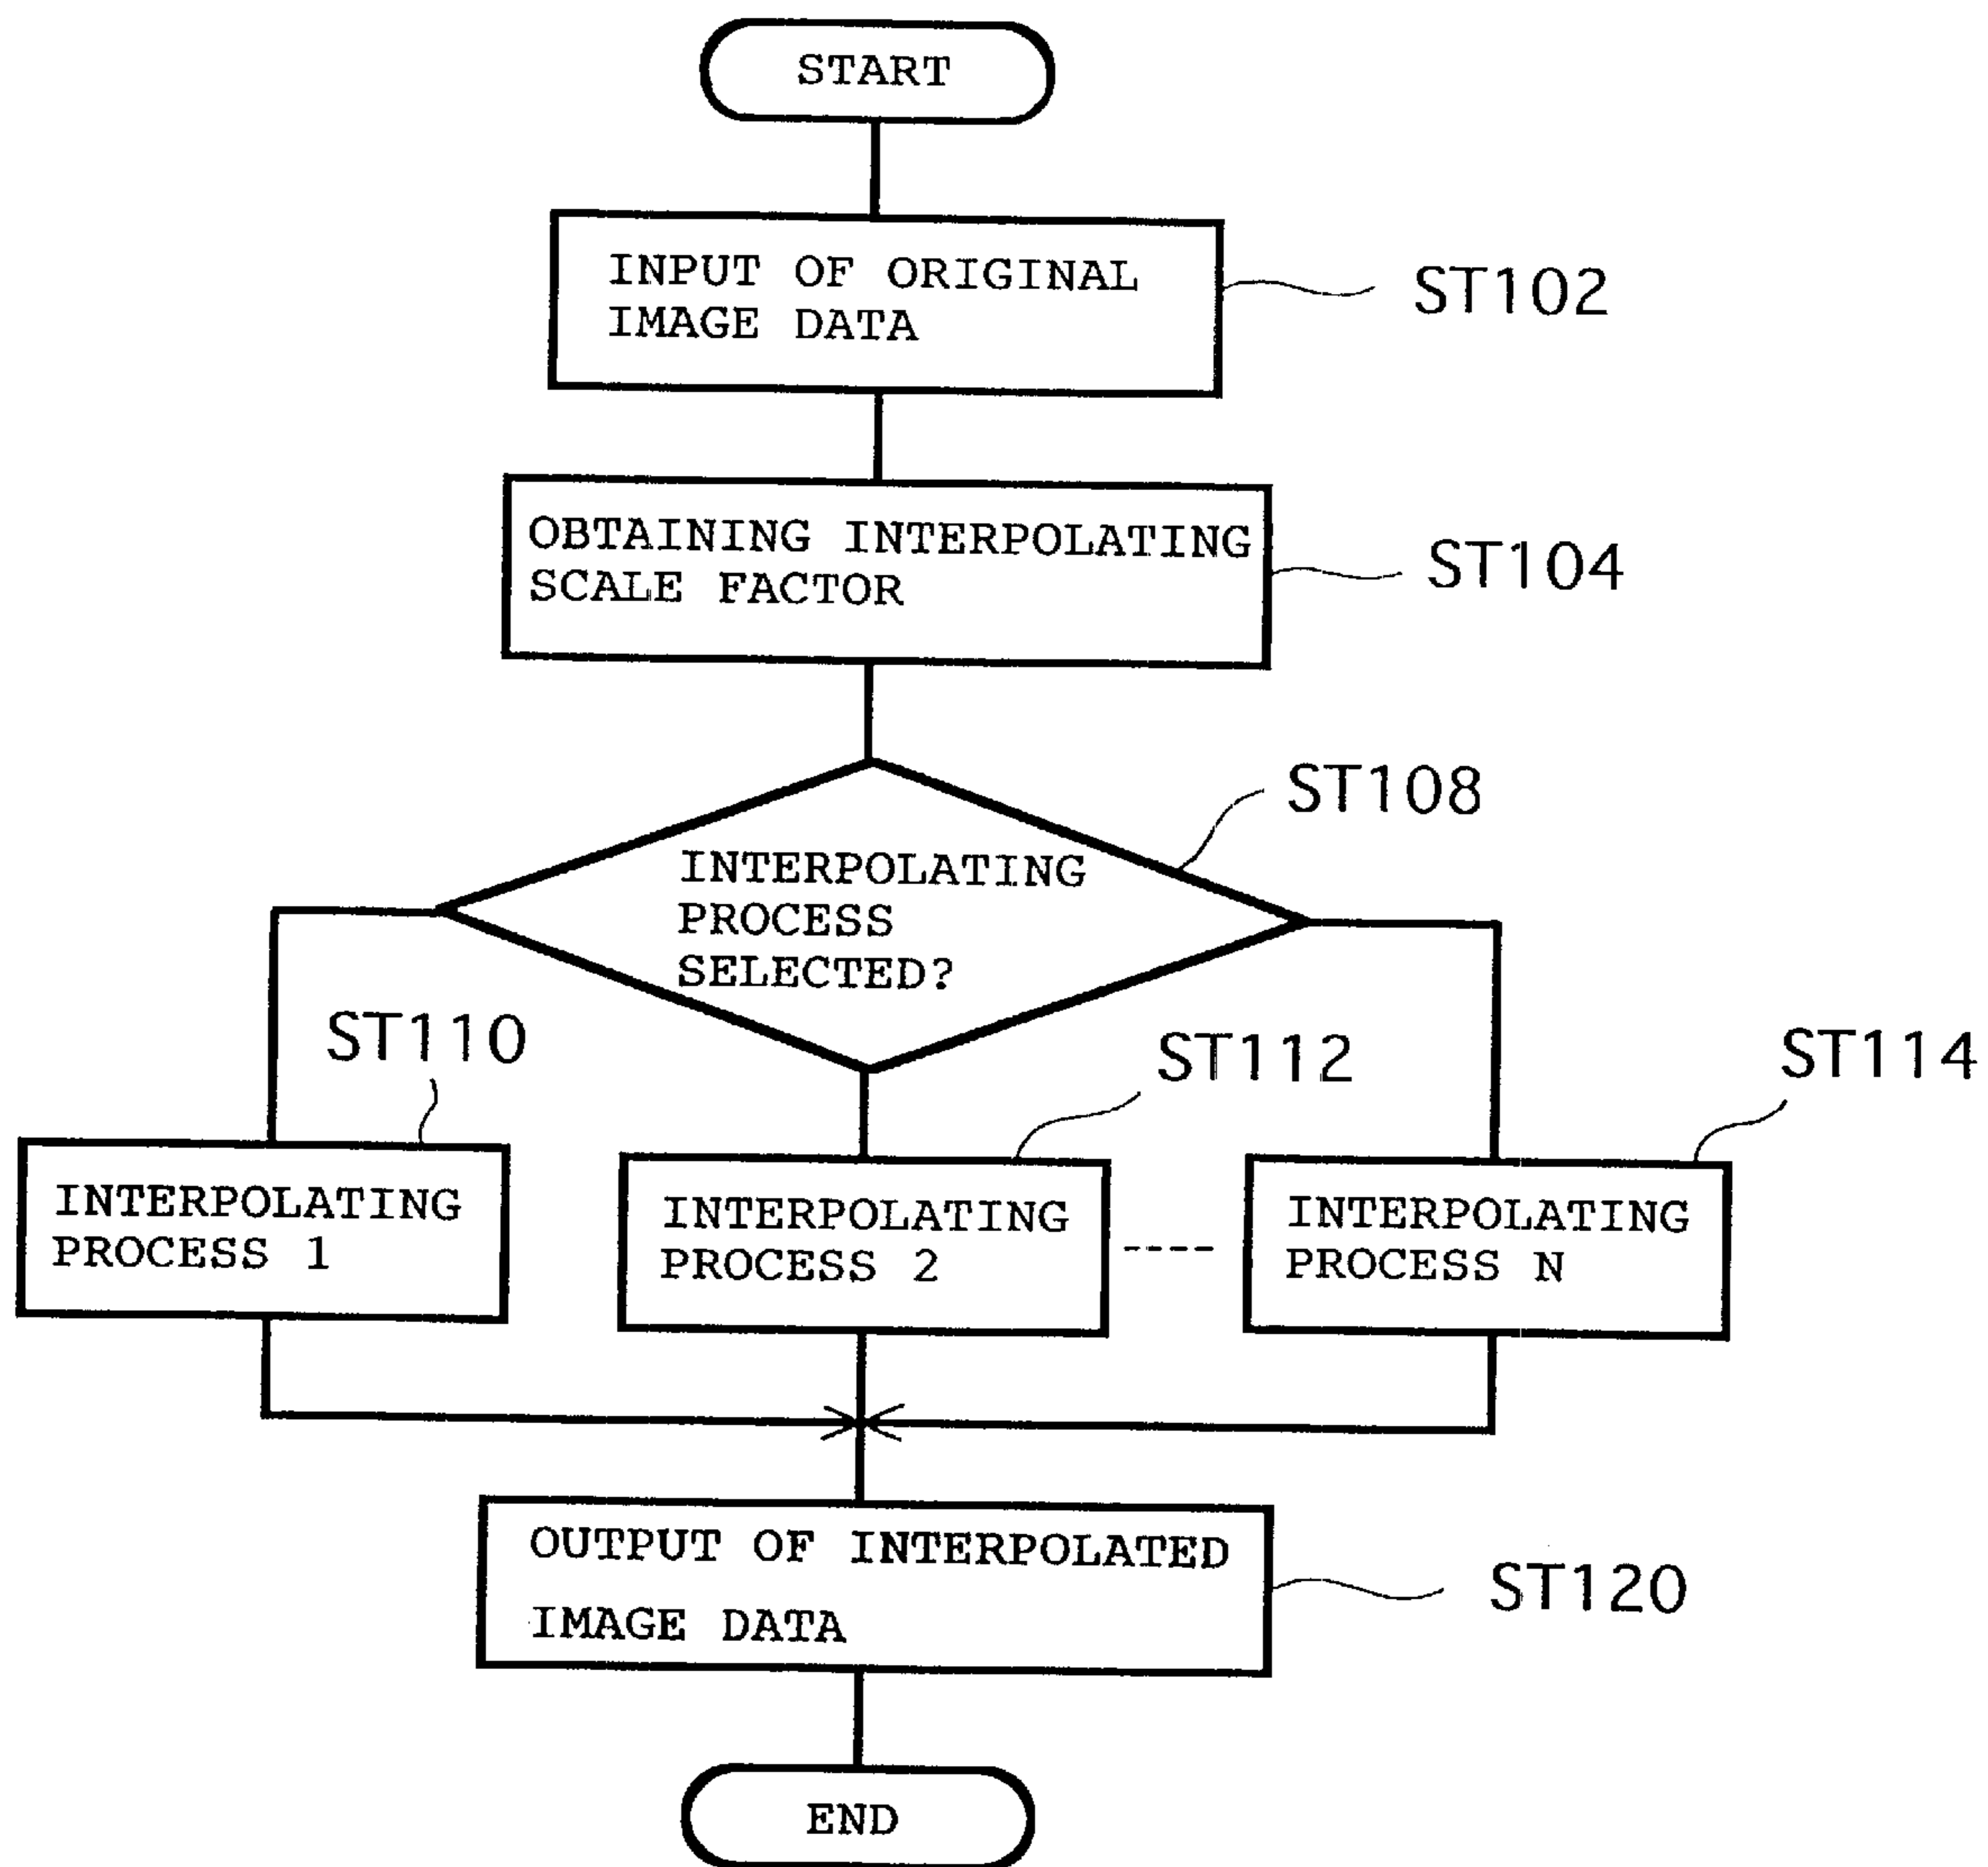 START
INPUT OF ORIGINAL
IMAGE DATA
ST102
OBTAINING INTERPOLATING
SCALE FACTOR
ST104
ST108
INTERPOLATING
PROCESS
SELECTED?
ST110
ST112
ST114
INTERPOLATING
PROCESS 1
INTERPOLATING
PROCESS 2
INTERPOLATING
PROCESS N
OUTPUT OF INTERPOLATED
IMAGE DATA
ST120
END